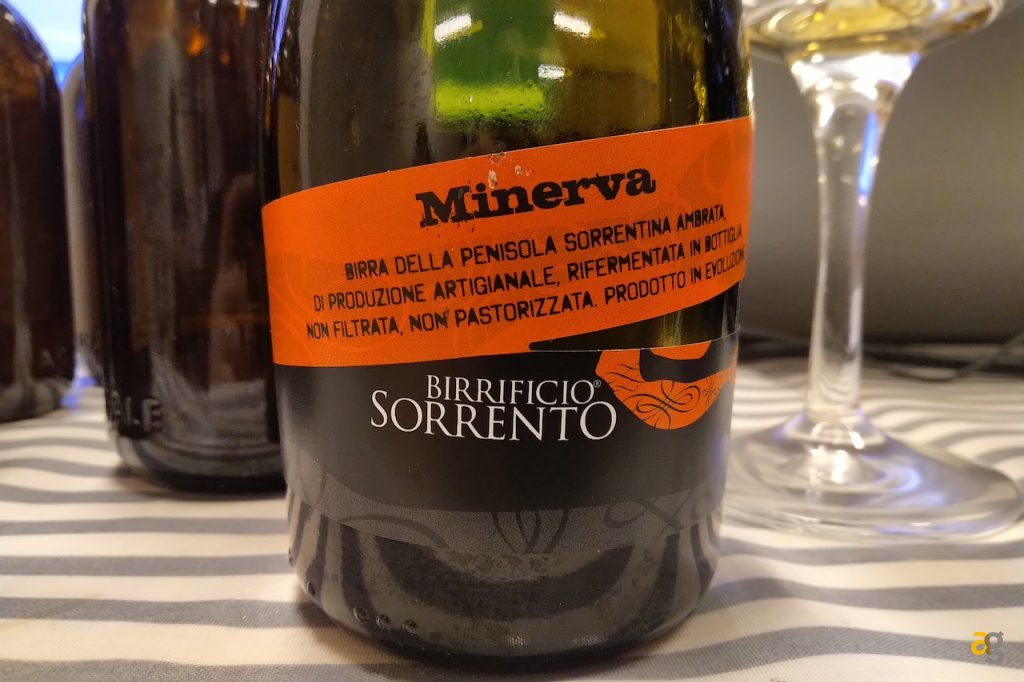 Minerva
BIRRA DELLA PENISOLA SORRENTINA AMBRATA,
DI PRODUZIONE ARTIGIANALE, RIFERMENTATA IN BOTTIGLIA,
NON FILTRATA, NON PASTORIZZATA. PRODOTTO IN EVOLUZIONE
BIRRIFICIO®
SORRENTO
ag